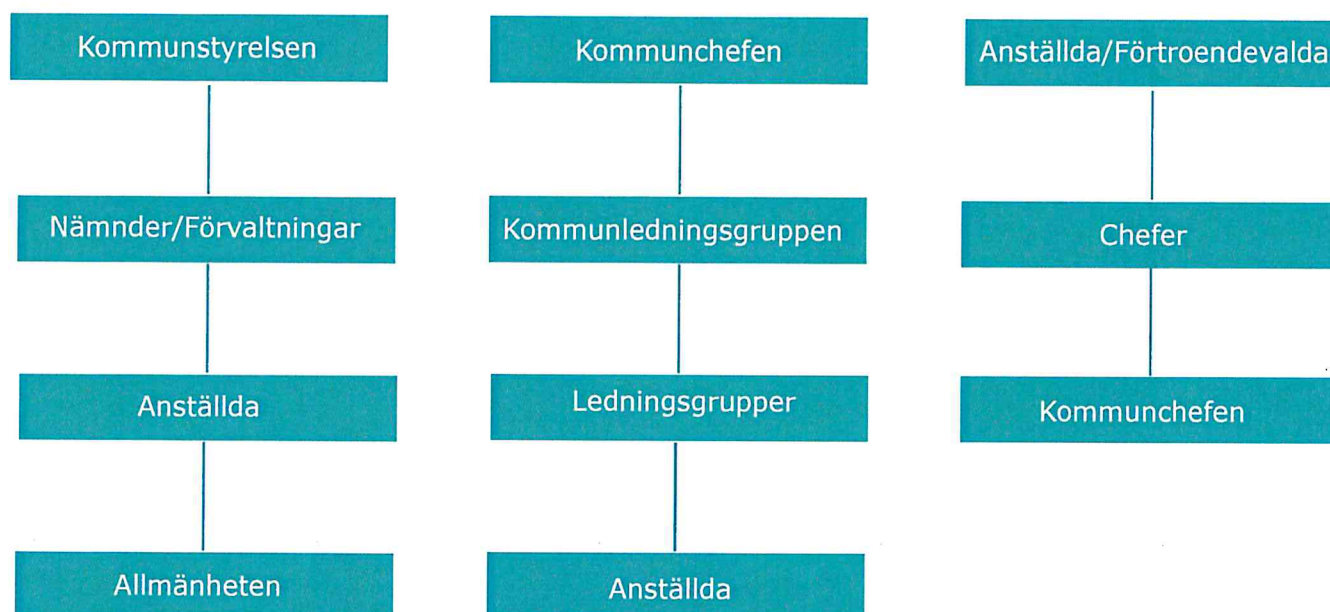 Kommunstyrelsen
Nämnder/Förvaltningar
Anställda
Allmänheten
Kommunchefen
Kommunledningsgruppen
Ledningsgrupper
Anställda
Anställda/Förtroendevalda
Chefer
Kommunchefen